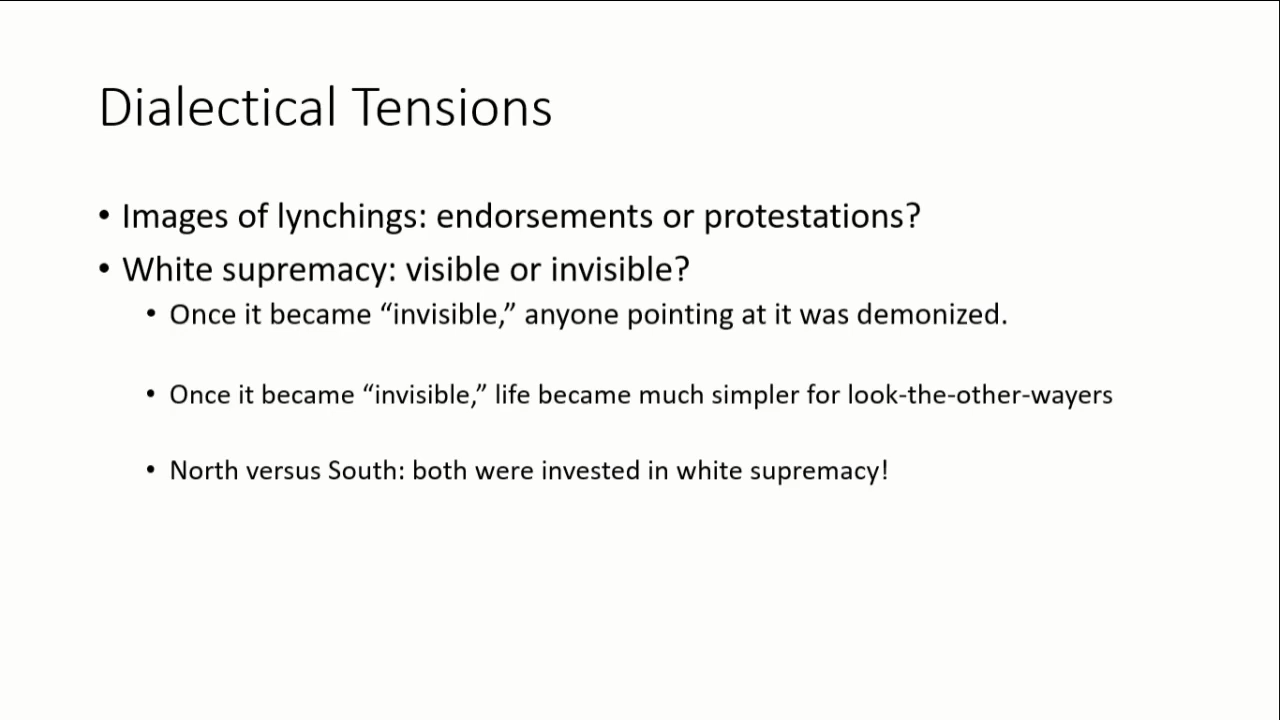 Dialectical Tensions
• Images of lynchings: endorsements or protestations?
• White supremacy: visible or invisible?
• Once it became “invisible,” anyone pointing at it was demonized.
• Once it became “invisible,” life became much simpler for look-the-other-wayers
• North versus South: both were invested in white supremacy!